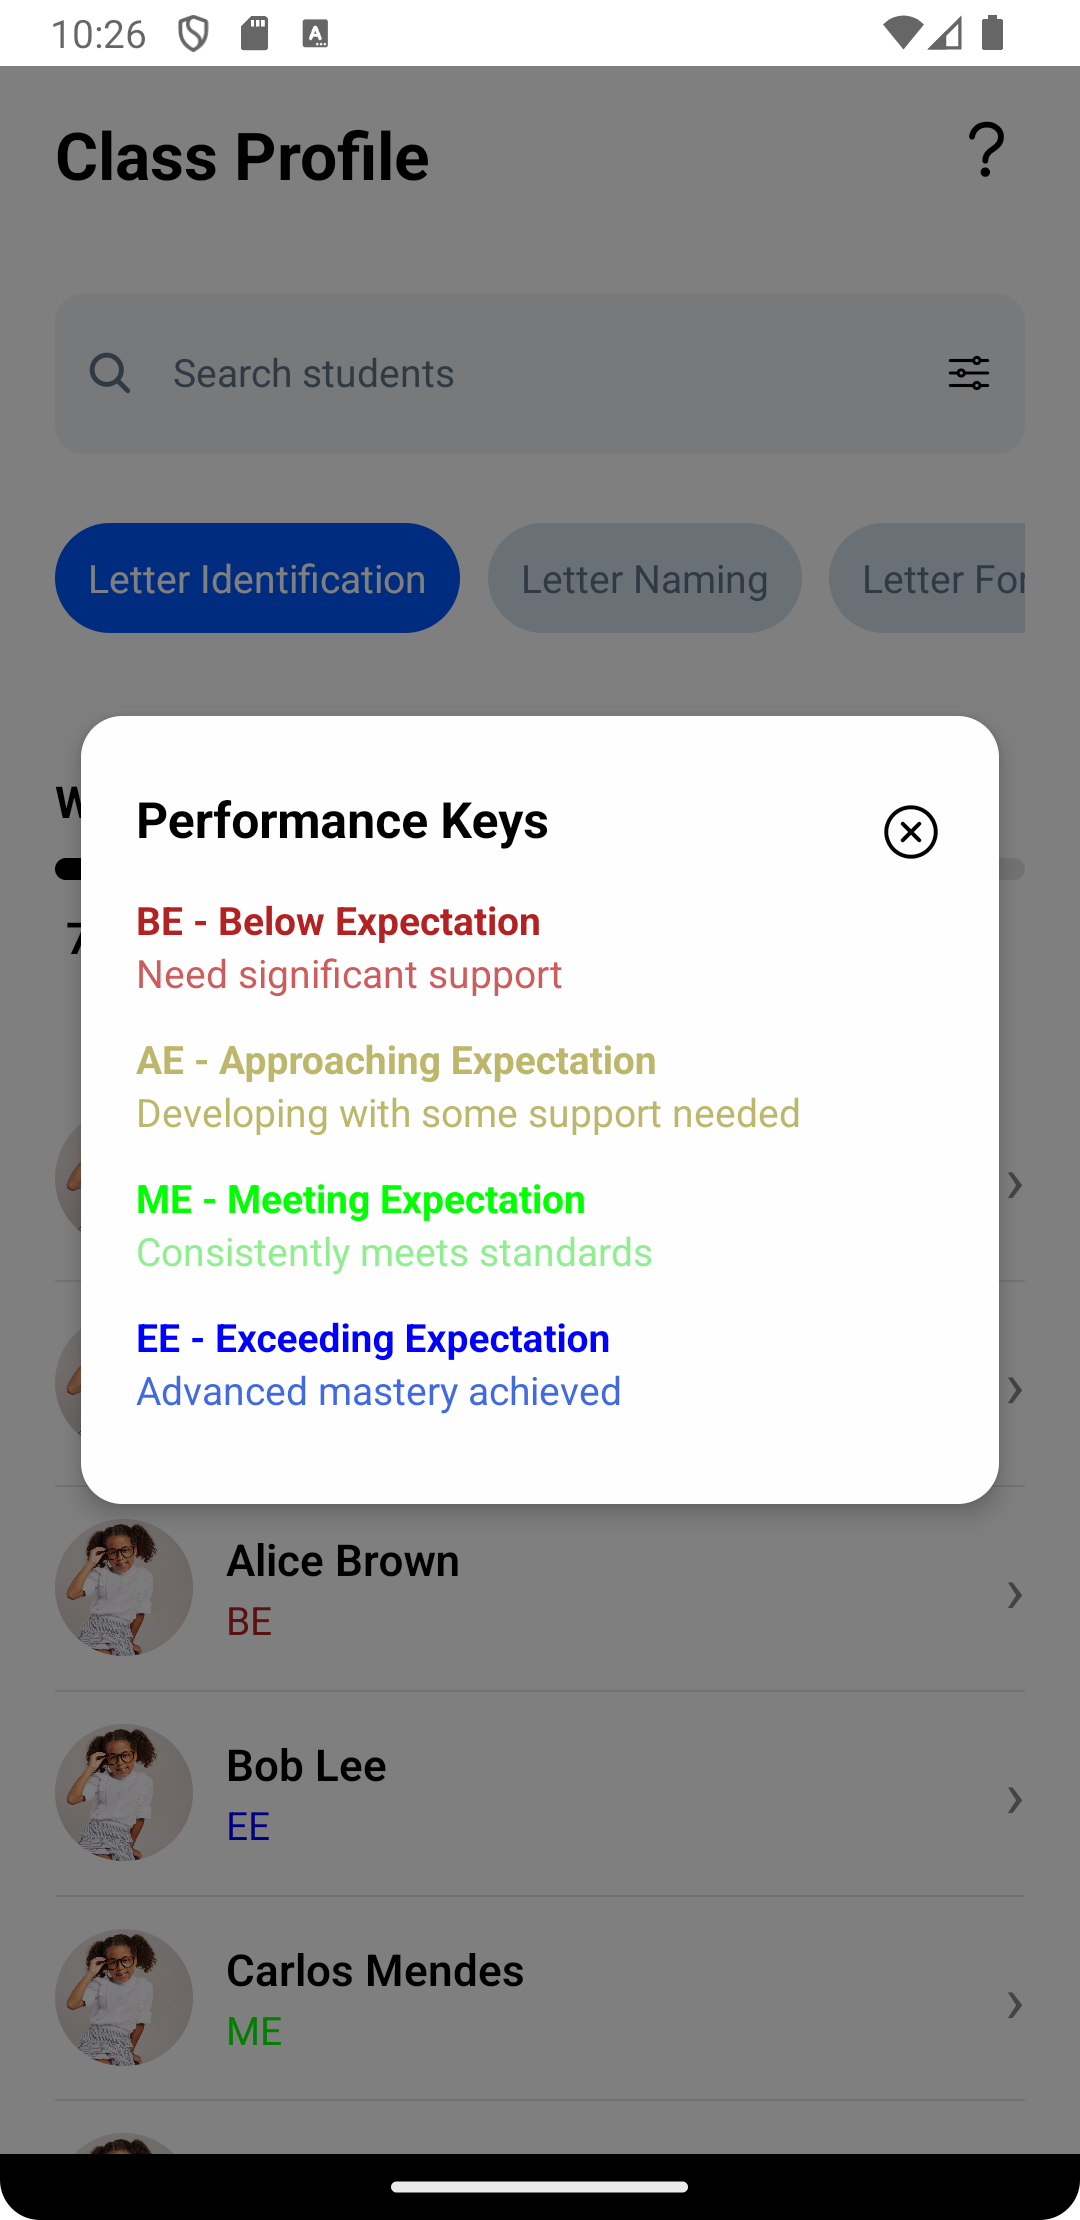 10:26
Class Profile
?
Search students
Letter Identification
Letter Naming
Letter For
W
7
Performance Keys
BE - Below Expectation
Need significant support
AE - Approaching Expectation
Developing with some support needed
ME - Meeting Expectation
Consistently meets standards
EE - Exceeding Expectation
Advanced mastery achieved
Alice Brown
BE
Bob Lee
EE
Carlos Mendes
ME